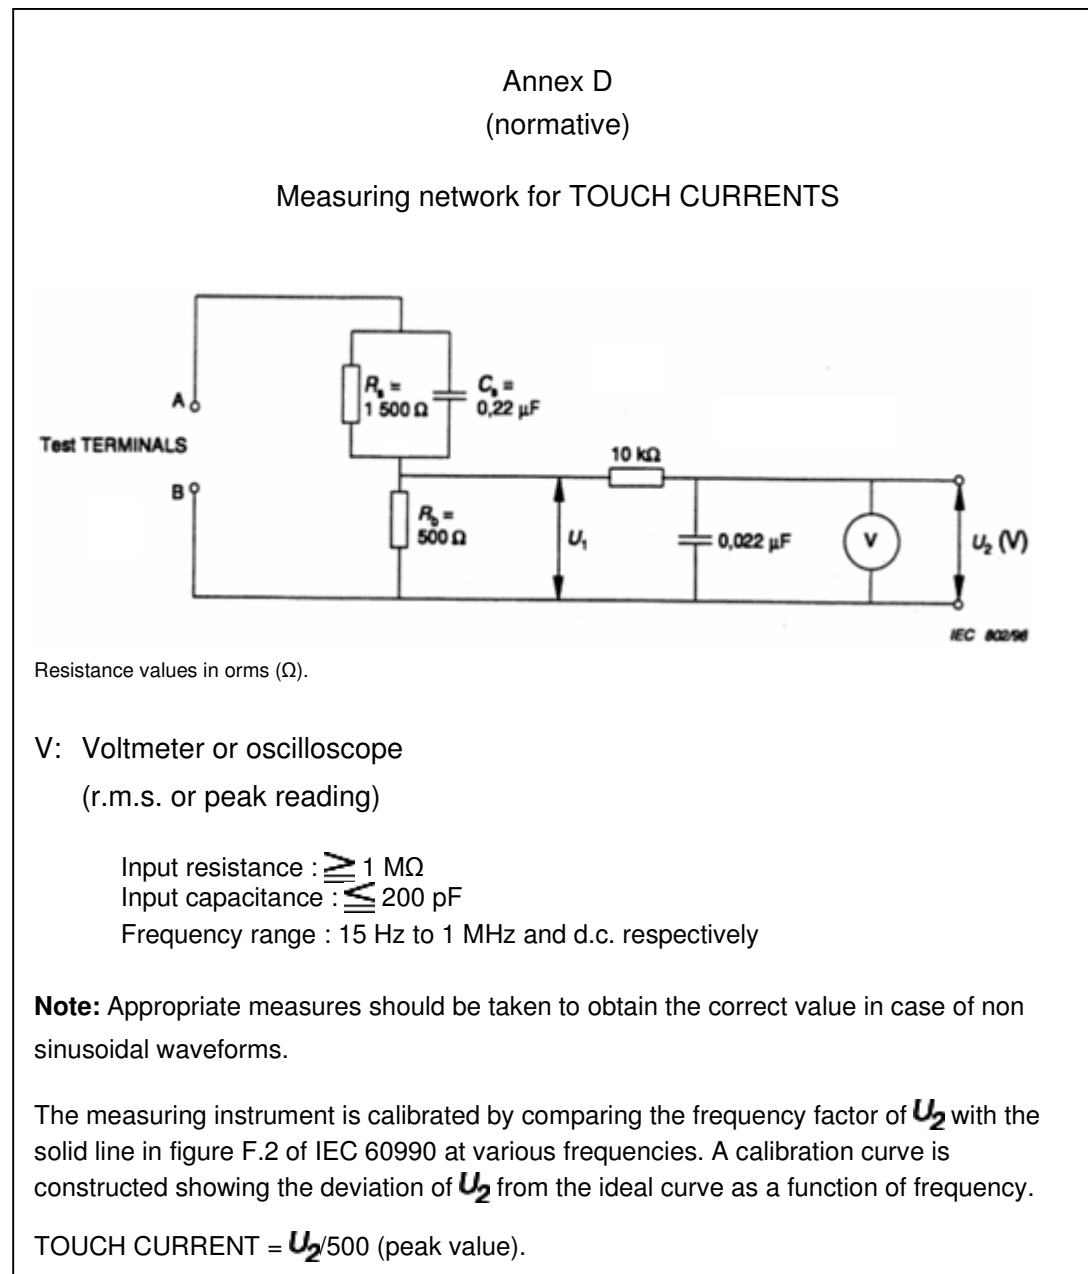 Annex D
(normative)
Measuring network for TOUCH CURRENTS
Rs =
1 500 Ω
Cs =
0,22 µF
A
Test TERMINALS
B
10 kΩ
Rb =
500 Ω
U1
0,022 µF
V
U2 (V)
IEC 802/98
Resistance values in orms (Ω).
V: Voltmeter or oscilloscope
(r.m.s. or peak reading)
Input resistance : ≧ 1 MΩ
Input capacitance : ≦ 200 pF
Frequency range : 15 Hz to 1 MHz and d.c. respectively
Note: Appropriate measures should be taken to obtain the correct value in case of non
sinusoidal waveforms.
The measuring instrument is calibrated by comparing the frequency factor of U2 with the
solid line in figure F.2 of IEC 60990 at various frequencies. A calibration curve is
constructed showing the deviation of U2 from the ideal curve as a function of frequency.
TOUCH CURRENT = U2/500 (peak value).